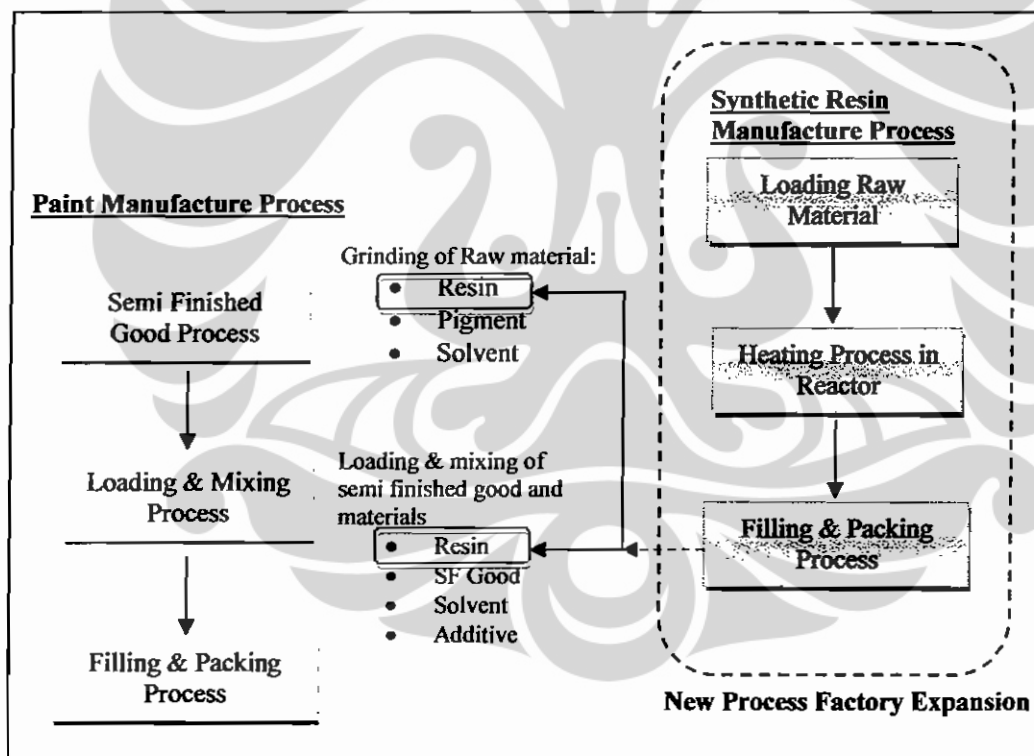 Paint Manufacture Process
Semi Finished
Good Process
Loading & Mixing
Process
Filling & Packing
Process
Grinding of Raw material:
• Resin
• Pigment
• Solvent
Loading & mixing of
semi finished good and
materials
• Resin
• SF Good
• Solvent
• Additive
Synthetic Resin
Manufacture Process
Loading Raw
Material
Heating Process in
Reactor
Filling & Packing
Process
New Process Factory Expansion